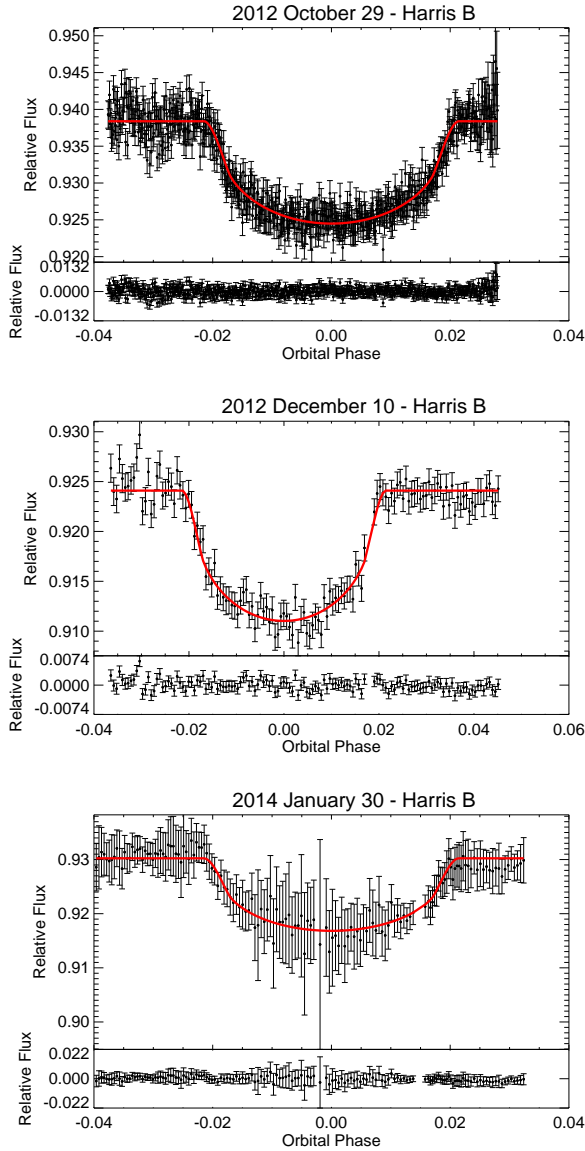 2012 October 29 - Harris B
0.950
0.945
0.940
0.935
0.930
0.925
0.920
Relative Flux
0.0132
0.0000
-0.0132
Relative Flux
-0.04 -0.02 0.00 0.02 0.04
Orbital Phase
2012 December 10 - Harris B
0.930
0.925
0.920
0.915
0.910
Relative Flux
0.0074
0.0000
-0.0074
Relative Flux
-0.04 -0.02 0.00 0.02 0.04 0.06
Orbital Phase
2014 January 30 - Harris B
0.93
0.92
0.91
0.90
Relative Flux
0.022
0.000
-0.022
Relative Flux
-0.04 -0.02 0.00 0.02 0.04
Orbital Phase